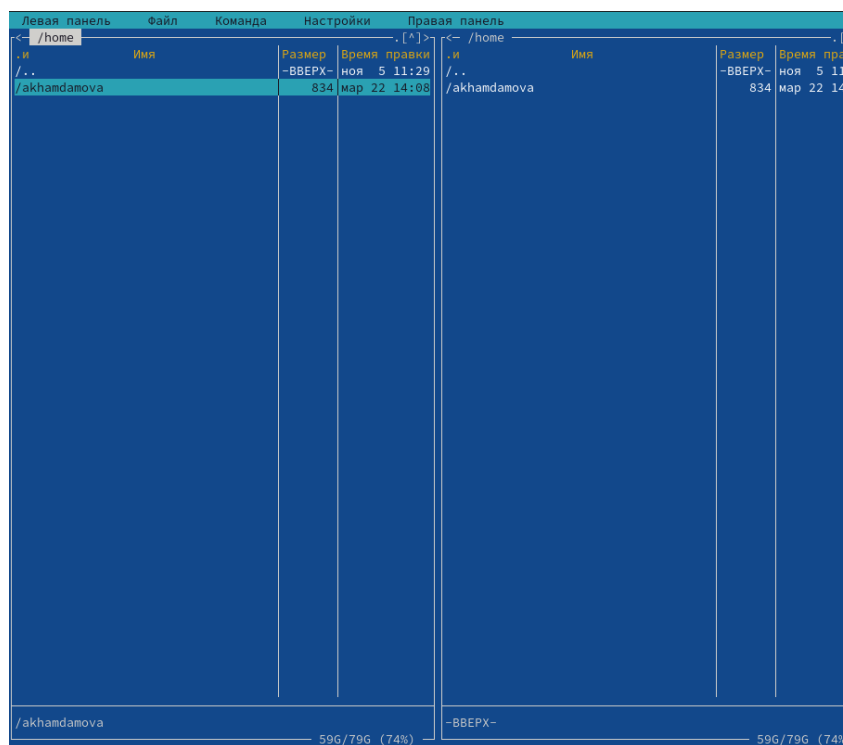 Левая панель Файл Команда Настройки Правая панель
<- /home .[^]> <- /home .[
.и Имя Размер Время правки .и Имя Размер Время пра
/.. -ВВЕРХ- ноя 5 11:29 /.. -ВВЕРХ- ноя 5 11
/akhamdamova 834 мар 22 14:08 /akhamdamova 834 мар 22 14
/akhamdamova -ВВЕРХ-
59G/79G (74%) 59G/79G (74%